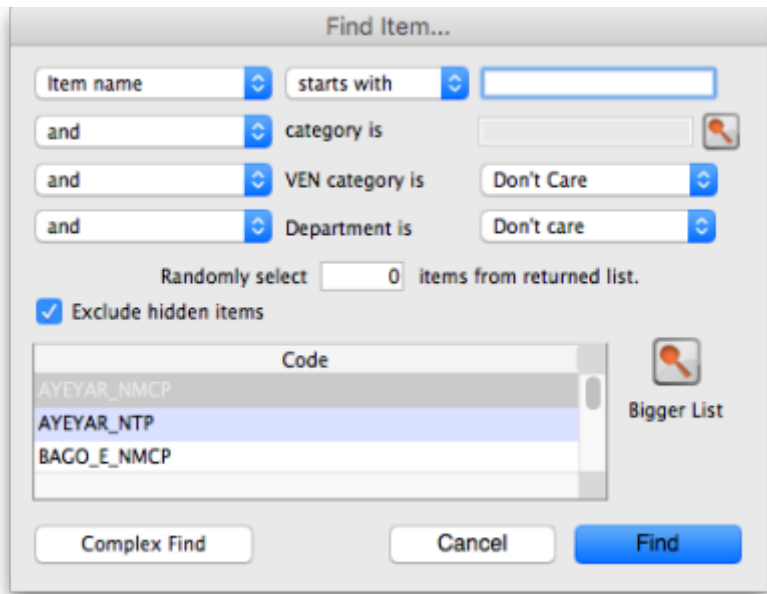 Find Item...
Item name starts with
and category is
and VEN category is Don't Care
and Department is Don't care
Randomly select 0 items from returned list.
Exclude hidden items
Code
AYEYAR_NMCP
AYEYAR_NTP
BAGO_E_NMCP
Bigger List
Complex Find Cancel Find